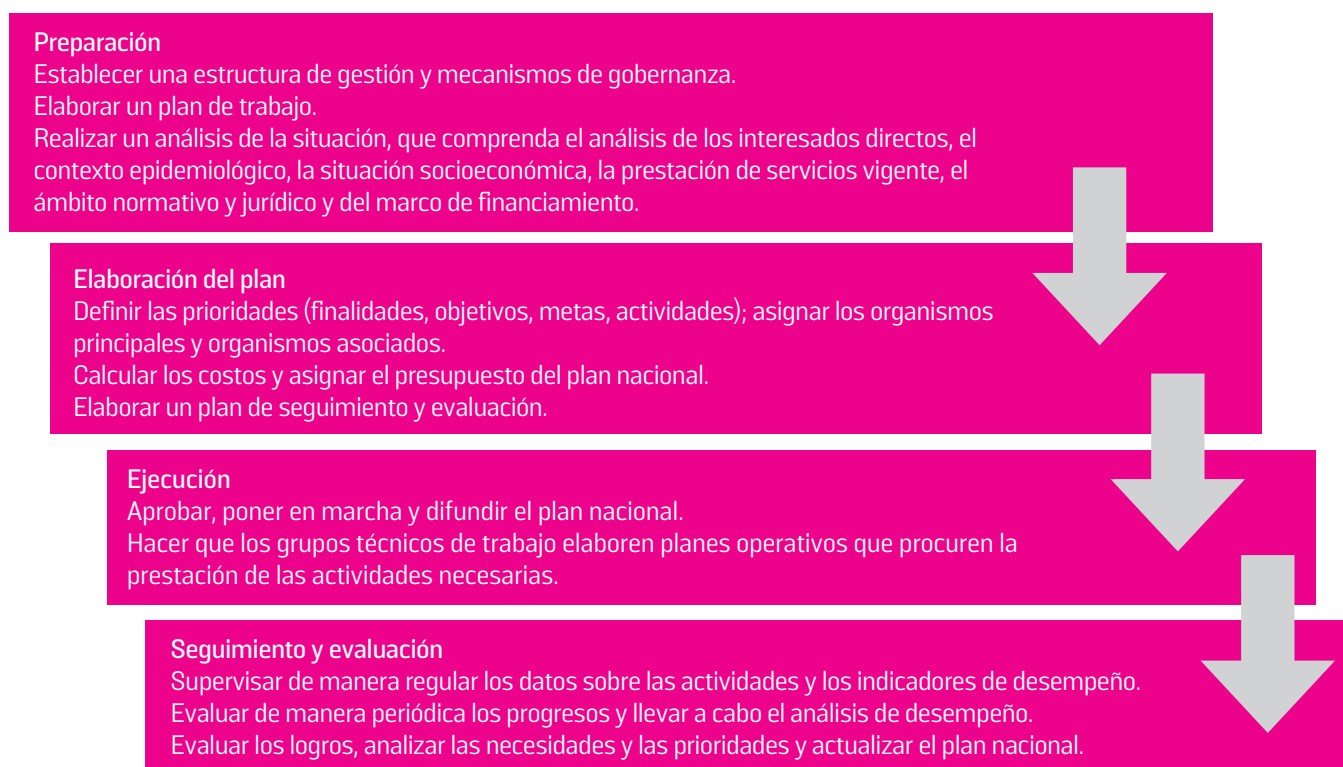 Preparación
Establecer una estructura de gestión y mecanismos de gobernanza.
Elaborar un plan de trabajo.
Realizar un análisis de la situación, que comprenda el análisis de los interesados directos, el
contexto epidemiológico, la situación socioeconómica, la prestación de servicios vigente, el
ámbito normativo y jurídico y del marco de financiamiento.
Elaboración del plan
Definir las prioridades (finalidades, objetivos, metas, actividades); asignar los organismos
principales y organismos asociados.
Calcular los costos y asignar el presupuesto del plan nacional.
Elaborar un plan de seguimiento y evaluación.
Ejecución
Aprobar, poner en marcha y difundir el plan nacional.
Hacer que los grupos técnicos de trabajo elaboren planes operativos que procuren la
prestación de las actividades necesarias.
Seguimiento y evaluación
Supervisar de manera regular los datos sobre las actividades y los indicadores de desempeño.
Evaluar de manera periódica los progresos y llevar a cabo el análisis de desempeño.
Evaluar los logros, analizar las necesidades y las prioridades y actualizar el plan nacional.